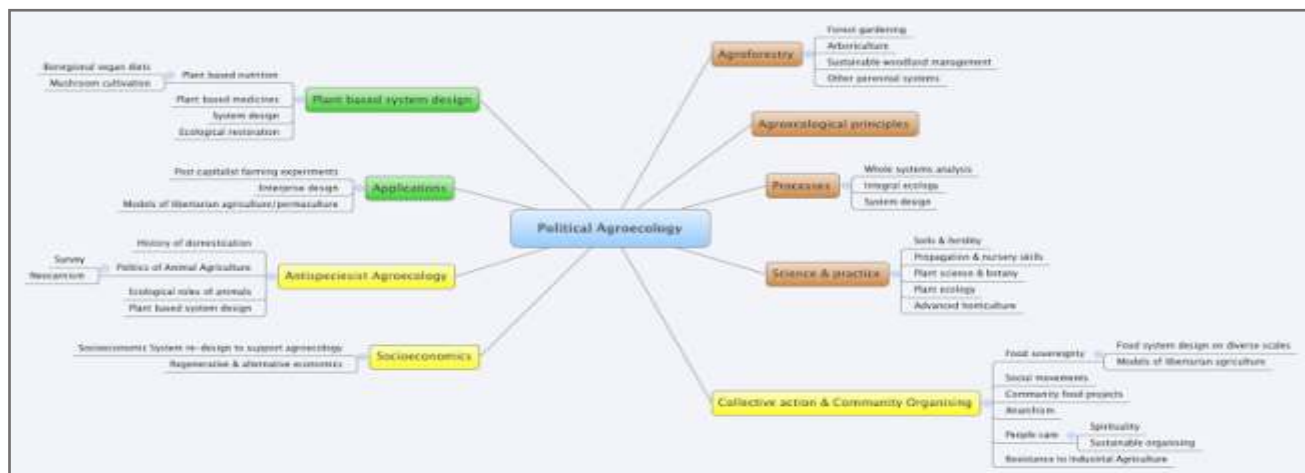 Political Agroecology
Plant based system design
Plant based nutrition
Bioregional vegan diets
Mushroom cultivation
Plant based medicines
System design
Ecological restoration
Applications
Post capitalist farming experiments
Enterprise design
Models of libertarian agriculture/permaculture
Antispeciesist Agroecology
History of domestication
Politics of Animal Agriculture
Survey
Neocarnism
Ecological roles of animals
Plant based system design
Socioeconomics
Socioeconomic System re-design to support agroecology
Regenerative & alternative economics
Agroforestry
Forest gardening
Arboriculture
Sustainable woodland management
Other perennial systems
Agroecological principles
Processes
Whole systems analysis
Integral ecology
System design
Science & practice
Soils & fertility
Propagation & nursery skills
Plant science & botany
Plant ecology
Advanced horticulture
Collective action & Community Organising
Food sovereignty
Food system design on diverse scales
Models of libertarian agriculture
Social movements
Community food projects
Anarchism
People care
Spirituality
Sustainable organising
Resistance to Industrial Agriculture